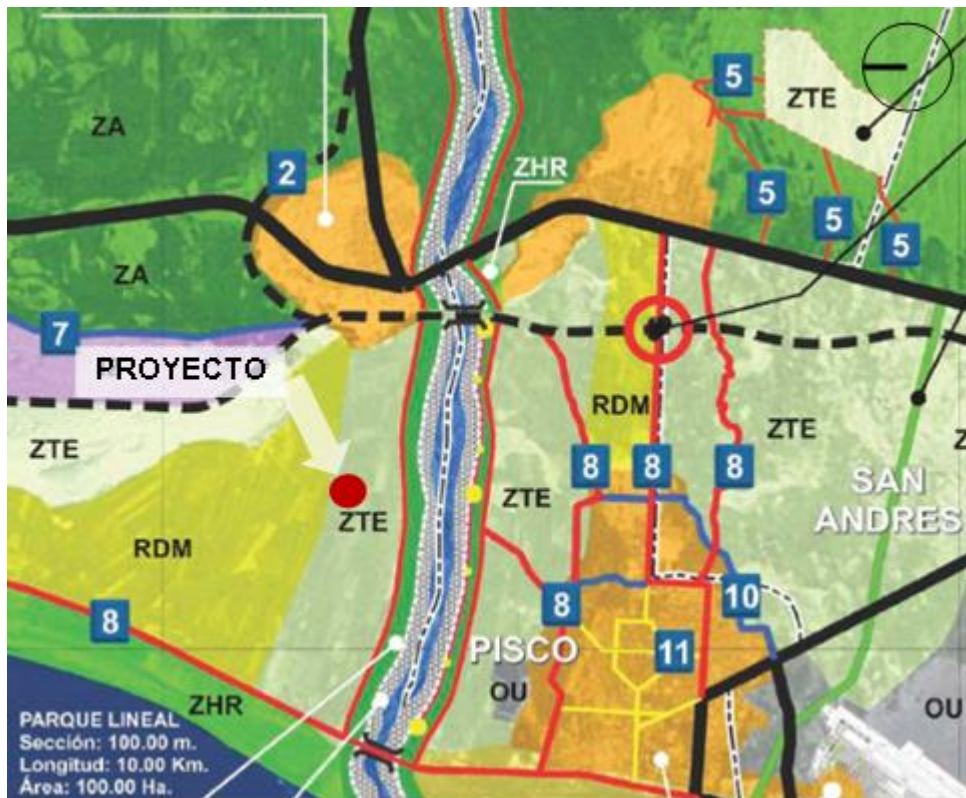 5
ZTE
ZA
2
ZHR
5
5
5
ZA
7
PROYECTO
RDM
ZTE
ZTE
8
8
8
SAN
ANDRES
ZTE
ZTE
RDM
8
8
10
PISCO
11
OU
ZHR
OU
PARQUE LINEAL
Sección: 100.00 m.
Longitud: 10.00 Km.
Área: 100.00 Ha.